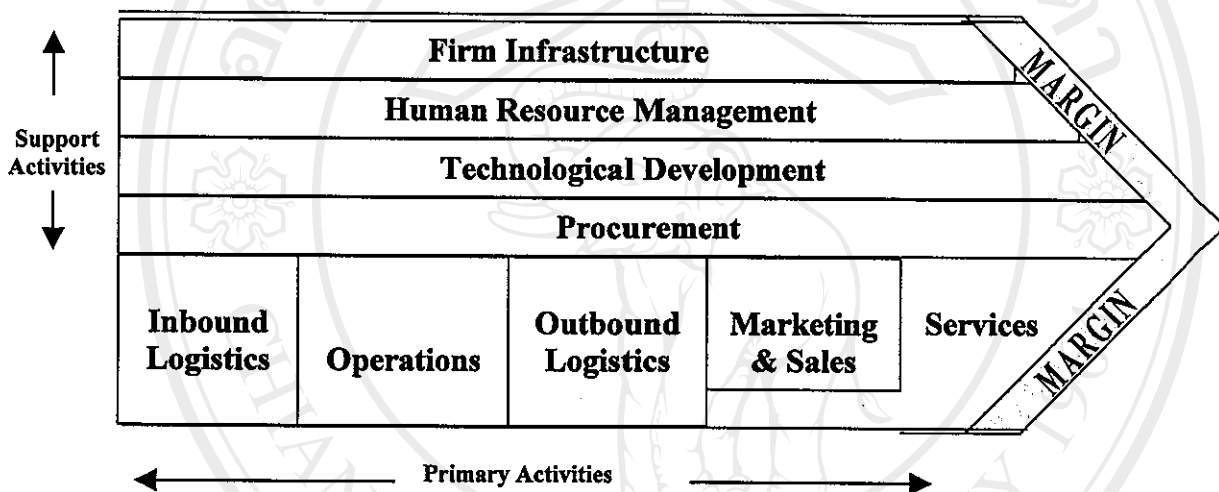 Firm Infrastructure
Human Resource Management
Technological Development
Procurement
Support
Activities
Inbound
Logistics
Operations
Outbound
Logistics
Marketing
& Sales
Services
MARGIN
MARGIN
Primary Activities